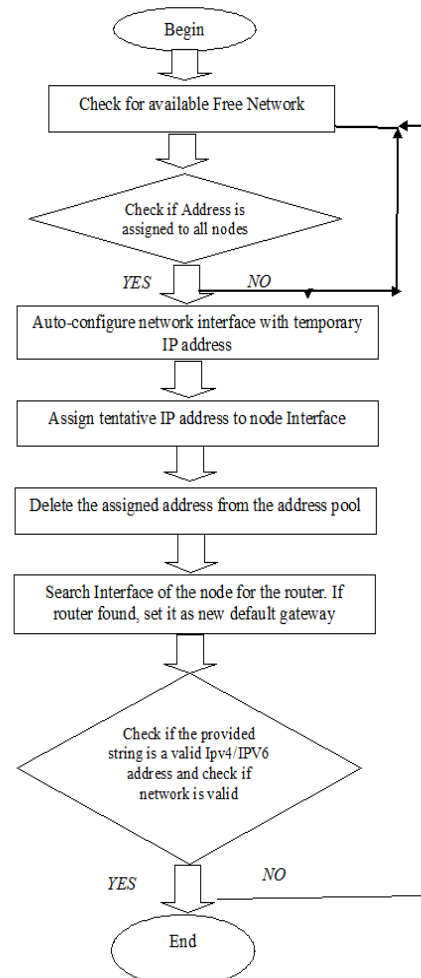 Begin
Check for available Free Network
Check if Address is
assigned to all nodes
YES
NO
Auto-configure network interface with temporary
IP address
Assign tentative IP address to node Interface
Delete the assigned address from the address pool
Search Interface of the node for the router. If
router found, set it as new default gateway
Check if the provided
string is a valid Ipv4/IPV6
address and check if
network is valid
YES
NO
End